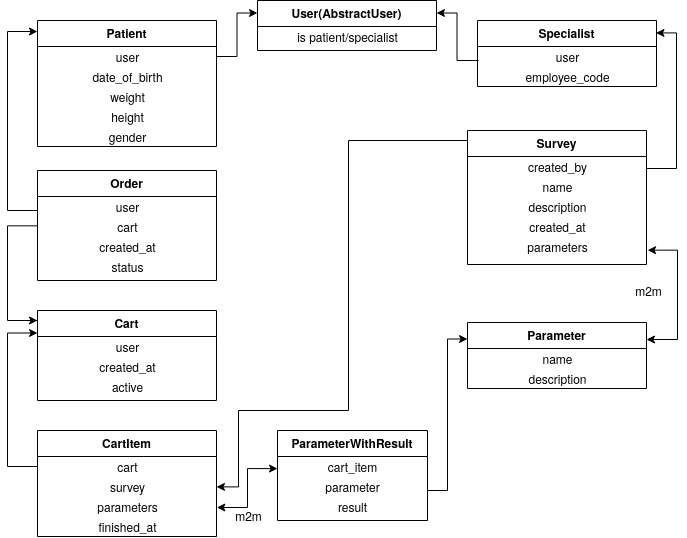 User(AbstractUser)
is patient/specialist
Patient
user
date_of_birth
weight
height
gender
Specialist
user
employee_code
Survey
created_by
name
description
created_at
parameters
Order
user
cart
created_at
status
m2m
Cart
user
created_at
active
Parameter
name
description
CartItem
cart
survey
parameters
finished_at
m2m
ParameterWithResult
cart_item
parameter
result